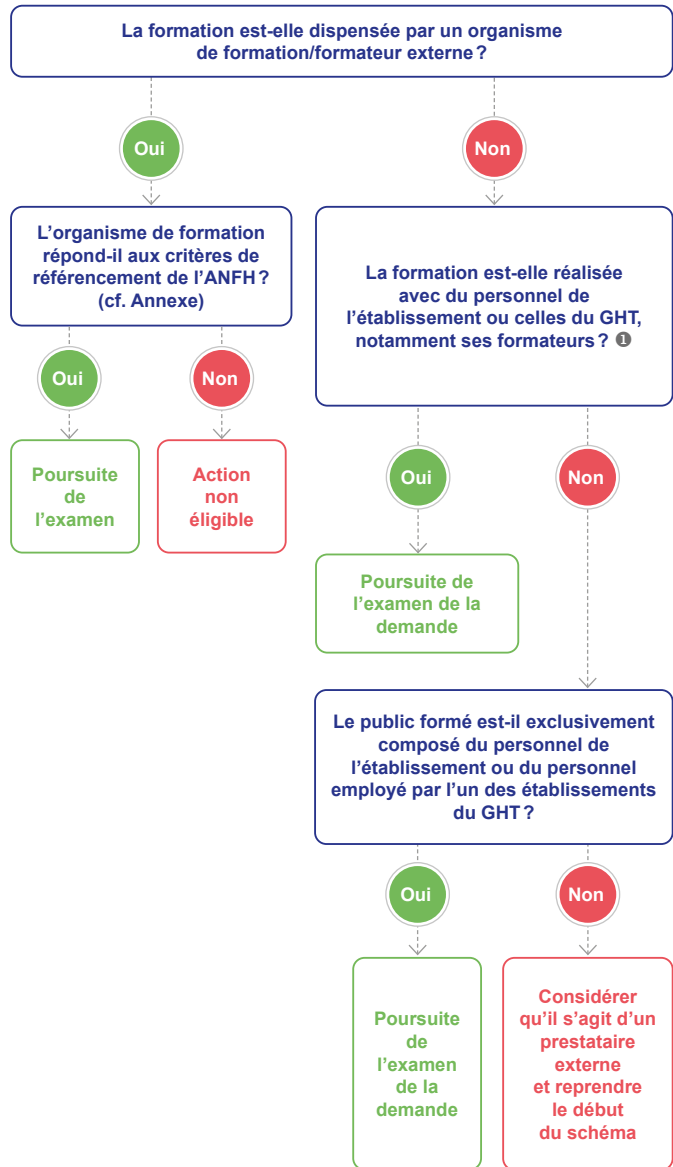 La formation est-elle dispensée par un organisme
de formation/formateur externe ?
Oui
Non
L'organisme de formation
répond-il aux critères de
référencement de l'ANFH ?
(cf. Annexe)
La formation est-elle réalisée
avec du personnel de
l'établissement ou celles du GHT,
notamment ses formateurs ? ❶
Oui
Non
Poursuite
de
l'examen
Action
non
éligible
Oui
Non
Poursuite de
l'examen de la
demande
Le public formé est-il exclusivement
composé du personnel de
l'établissement ou du personnel
employé par l'un des établissements
du GHT ?
Oui
Non
Poursuite
de
l'examen
de la
demande
Considérer
qu'il s'agit d'un
prestataire
externe
et reprendre
le début
du schéma